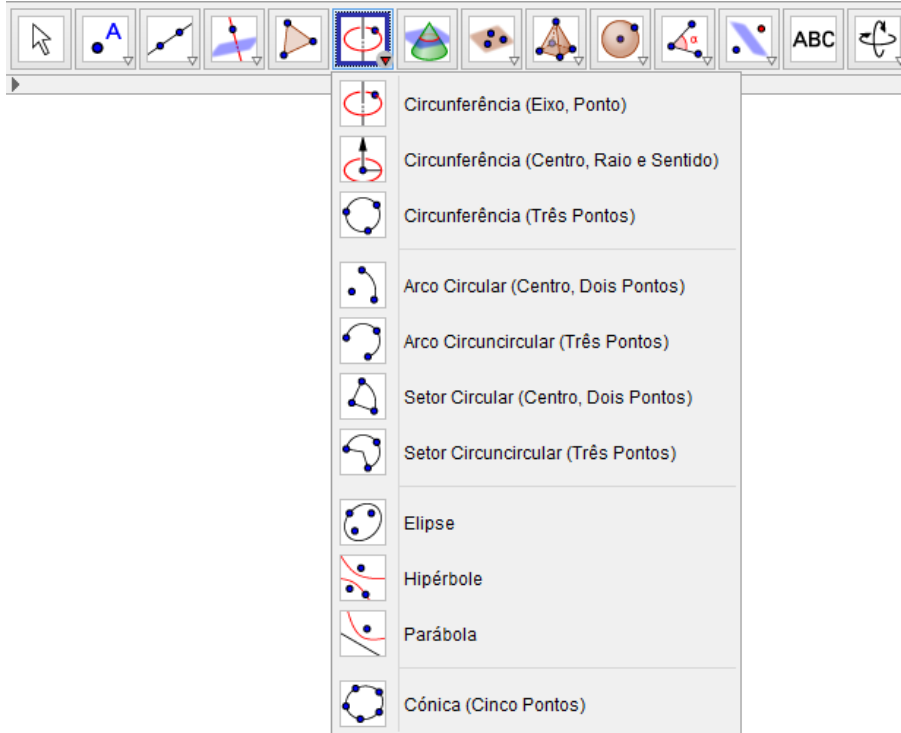 A
α
ABC
Circunferência (Eixo, Ponto)
Circunferência (Centro, Raio e Sentido)
Circunferência (Três Pontos)
Arco Circular (Centro, Dois Pontos)
Arco Circuncircular (Três Pontos)
Setor Circular (Centro, Dois Pontos)
Setor Circuncircular (Três Pontos)
Elipse
Hipérbole
Parábola
Cónica (Cinco Pontos)